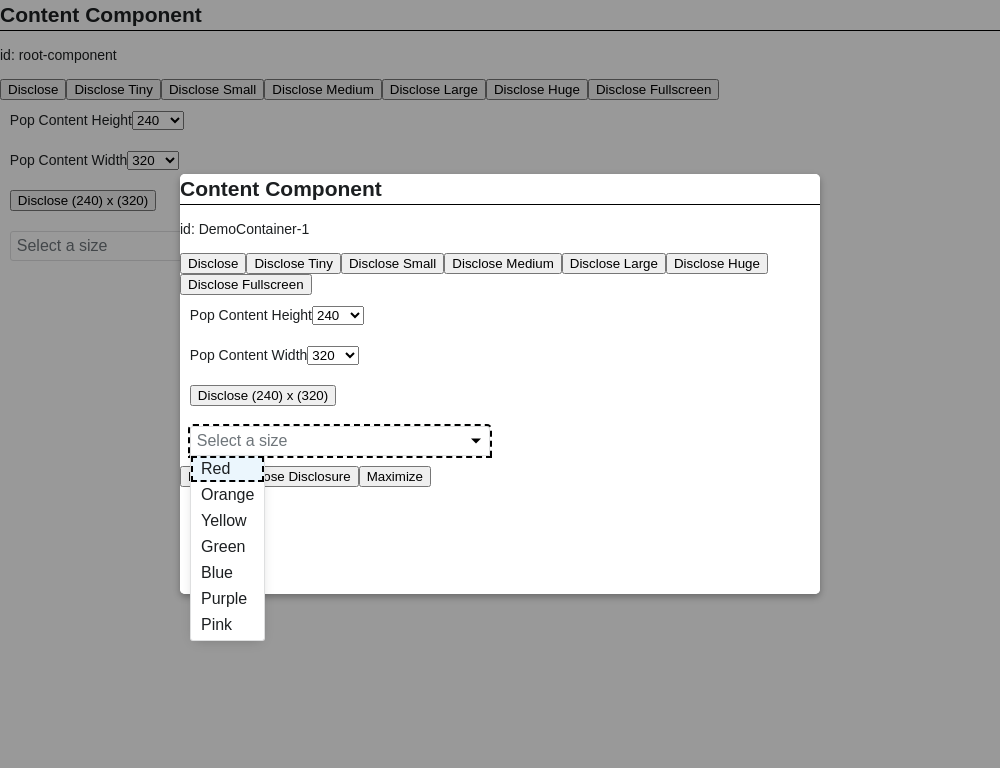 Content Component
id: root-component
Disclose Disclose Tiny Disclose Small Disclose Medium Disclose Large Disclose Huge Disclose Fullscreen
Pop Content Height 240
Pop Content Width 320
Disclose (240) x (320)
Select a size
Content Component
id: DemoContainer-1
Disclose Disclose Tiny Disclose Small Disclose Medium Disclose Large Disclose Huge
Disclose Fullscreen
Pop Content Height 240
Pop Content Width 320
Disclose (240) x (320)
Select a size
Disclosure Maximize
Red
Orange
Yellow
Green
Blue
Purple
Pink